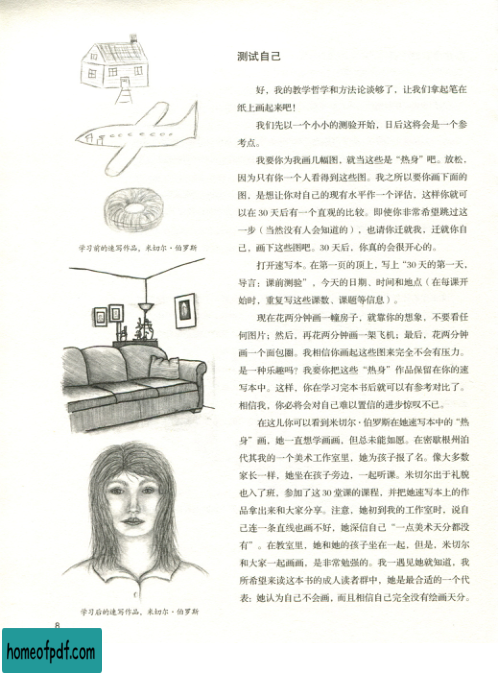 测试自己
好，我的教学哲学和方法论谈够了，让我们拿起笔在
纸上画起来吧！
我们先以一个小小的测验开始，日后这将会是一个参
考点。
我要你为我画几幅图，就当这些是“热身”吧。放松，
因为只有你一个人看得到这些图。我之所以要你画下面的
图，是想让你对自己的现有水平作一个评估，这样你就可
以在 30 天后有一个直观的比较。即使你非常希望跳过这
一步（当然没有人会知道的），也请你迁就我，迁就你自
己。画下这些图吧。30 天后，你真的会很开心的。
打开速写本。在第一页的顶上，写上“30 天的第一天，
导言：课前测验”，今天的日期、时间和地点（在每课开
始时，重复写这些课数、课题等信息）。
现在花两分钟画一幢房子，就靠你的想象，不要看任
何图片；然后，再花两分钟画一架飞机；最后，花两分钟
画一个面包圈。我相信你画起这些图来完全不会有压力。
是一种乐趣吗？我要你把这些“热身”作品保留在你的速
写本中。这样，你在学习完本书后就可以有参考对比了。
相信我，你必将会对自己难以置信的进步惊叹不已。
在这儿你可以看到米切尔·伯罗斯在她速写本中的“热
身”画，她一直想学画画，但总未能如愿。在密歇根州泊
代其我的一个美术工作室里，她为孩子报了名。像大多数
家长一样，她坐在孩子旁边，一起听课。米切尔出于礼貌
也入了班，参加了这 30 堂课的课程，并把她速写本上的作
品拿出来和大家分享。注意，她初到我的工作室时，说自
己连一条直线也画不好，她深信自己“一点美术天分都没
有”。在教室里，她和她的孩子坐在一起，但是，米切尔
和大家一起画画，是非常勉强的。我一遇见她就知道，我
所希望来读这本书的成人读者群中，她是最合适的一个代
表：她认为自己不会画，而且相信自己完全没有绘画天分。
学习前的速写作品，米切尔·伯罗斯
学习后的速写作品，米切尔·伯罗斯
8
homeofpdf.com